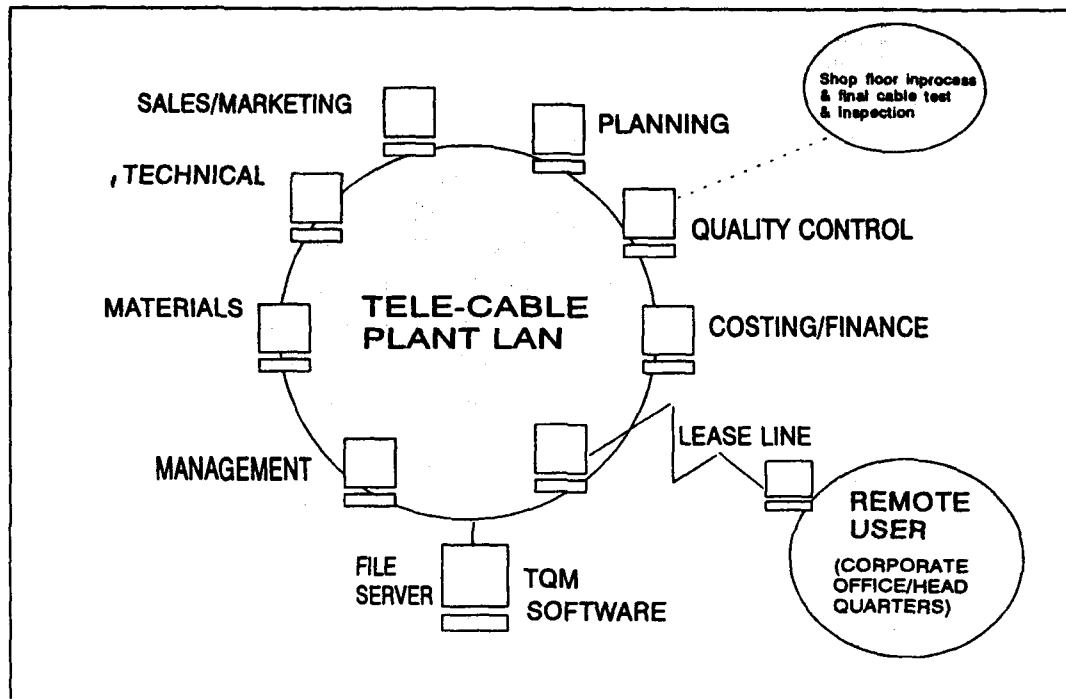 Shop floor inprocess
& final cable test
& inspection
SALES/MARKETING
PLANNING
TECHNICAL
QUALITY CONTROL
MATERIALS
TELE-CABLE
PLANT LAN
COSTING/FINANCE
LEASE LINE
MANAGEMENT
REMOTE
USER
(CORPORATE
OFFICE/HEAD
QUARTERS)
FILE
SERVER
TQM
SOFTWARE